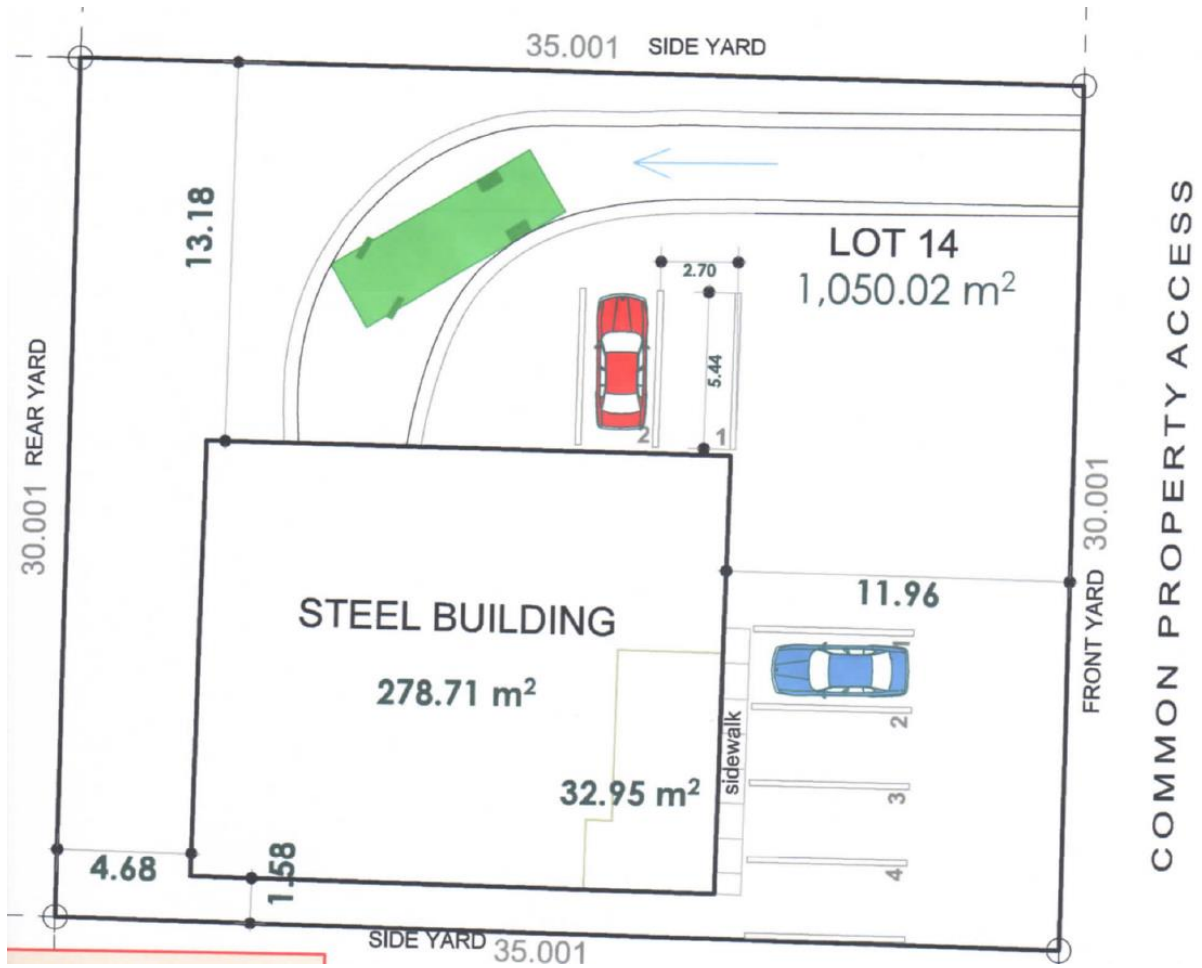 35.001 SIDE YARD
13.18
LOT 14
1,050.02 m²
2.70
5.44
2
1
30.001 REAR YARD
COMMON PROPERTY ACCESS
FRONT YARD 30.001
11.96
STEEL BUILDING
278.71 m²
32.95 m²
sidewalk
1
2
3
4
4.68
1.58
SIDE YARD 35.001